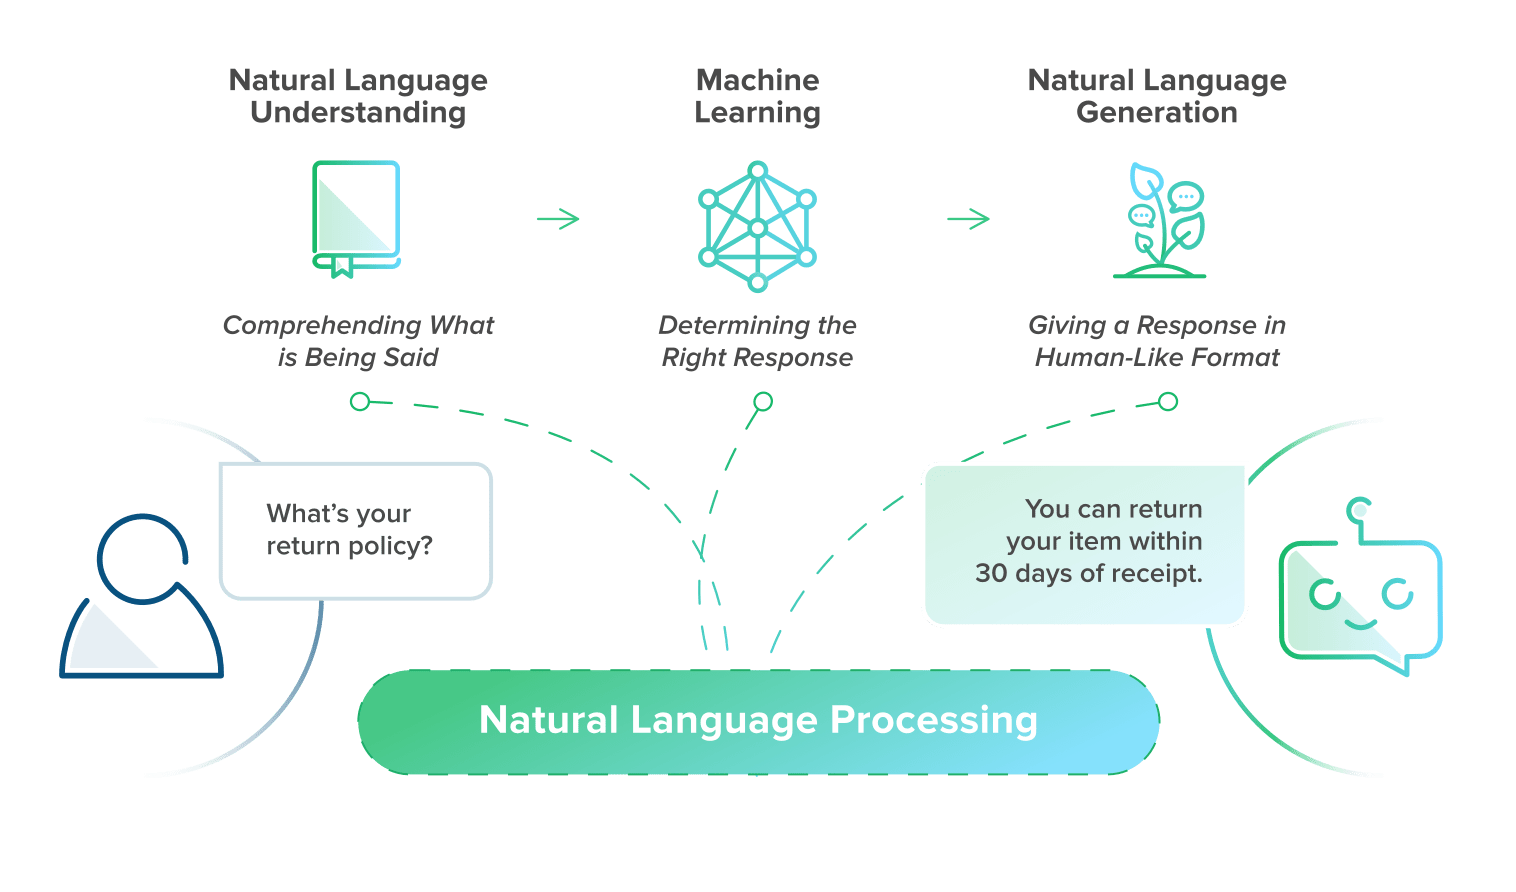 Natural Language
Understanding
Machine
Learning
Natural Language
Generation
Comprehending What
is Being Said
Determining the
Right Response
Giving a Response in
Human-Like Format
What’s your
return policy?
You can return
your item within
30 days of receipt.
Natural Language Processing